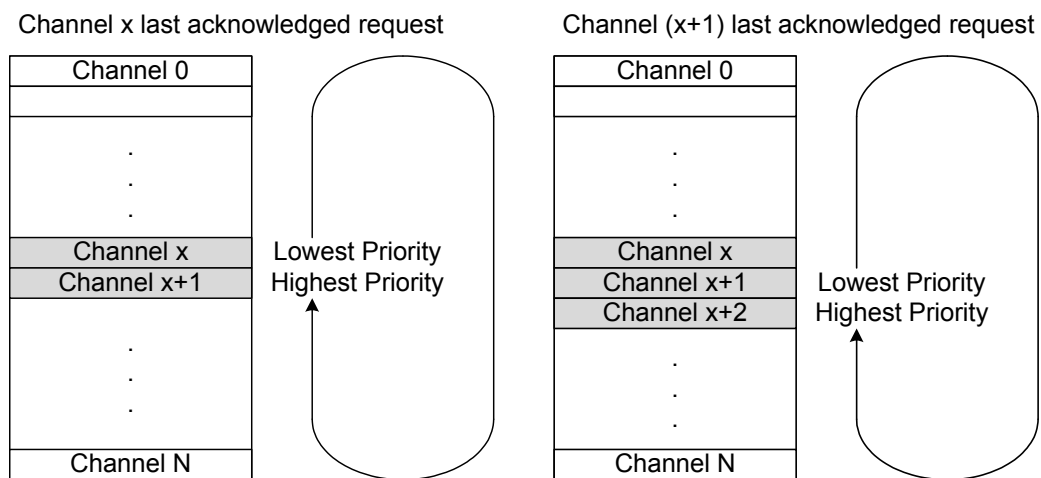 Channel x last acknowledged request
Channel 0
.
.
.
Channel x
Channel x+1
.
.
.
Channel N
Lowest Priority
Highest Priority
Channel (x+1) last acknowledged request
Channel 0
.
.
.
Channel x
Channel x+1
Channel x+2
.
.
.
Channel N
Lowest Priority
Highest Priority